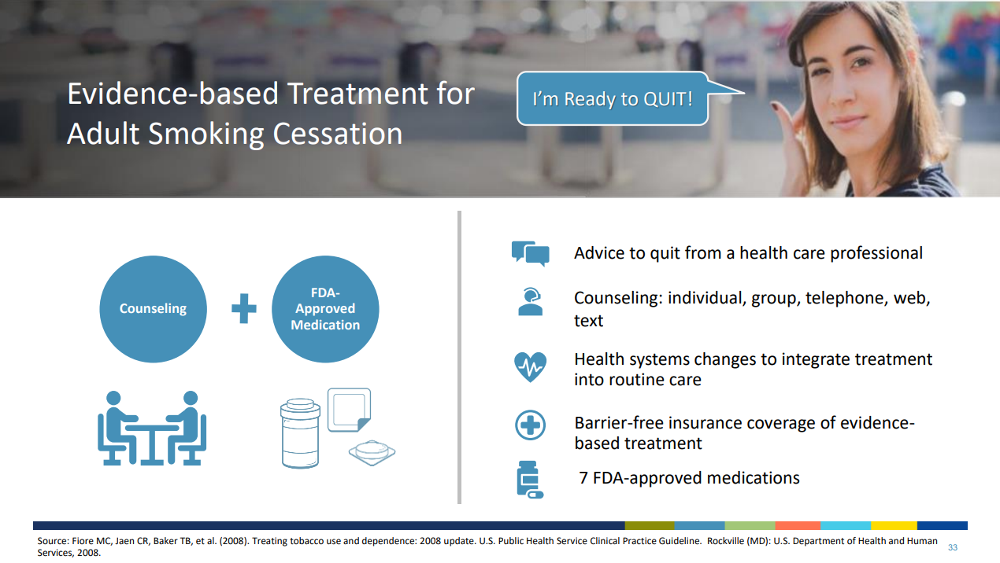 Evidence-based Treatment for
Adult Smoking Cessation
I’m Ready to QUIT!
Counseling
FDA-
Approved
Medication
Advice to quit from a health care professional
Counseling: individual, group, telephone, web,
text
Health systems changes to integrate treatment
into routine care
Barrier-free insurance coverage of evidence-
based treatment
7 FDA-approved medications
Source: Fiore MC, Jaen CR, Baker TB, et al. (2008). Treating tobacco use and dependence: 2008 update. U.S. Public Health Service Clinical Practice Guideline. Rockville (MD): U.S. Department of Health and Human
Services, 2008.
33